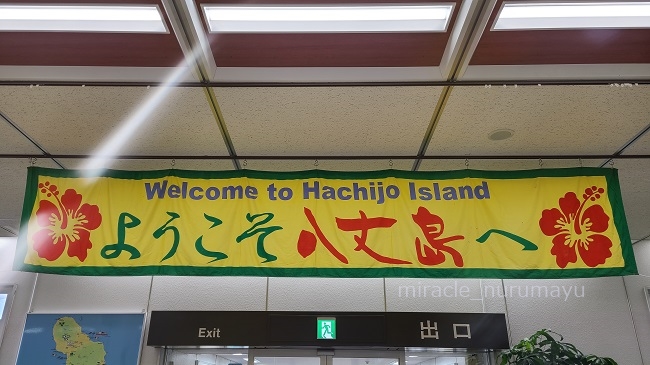 Welcome to Hachijo Island
ようこそ八丈島へ
miracle_nurumayu
Exit 出口